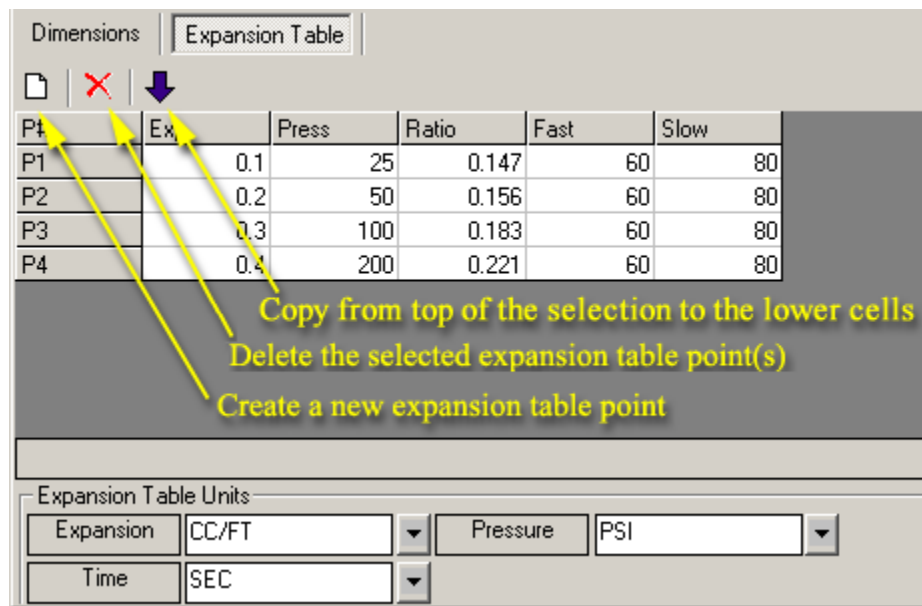 Dimensions Expansion Table
P# Exp Press Ratio Fast Slow
P1 0.1 25 0.147 60 80
P2 0.2 50 0.156 60 80
P3 0.3 100 0.183 60 80
P4 0.4 200 0.221 60 80
Copy from top of the selection to the lower cells
Delete the selected expansion table point(s)
Create a new expansion table point
Expansion Table Units
Expansion CC/FT Pressure PSI
Time SEC